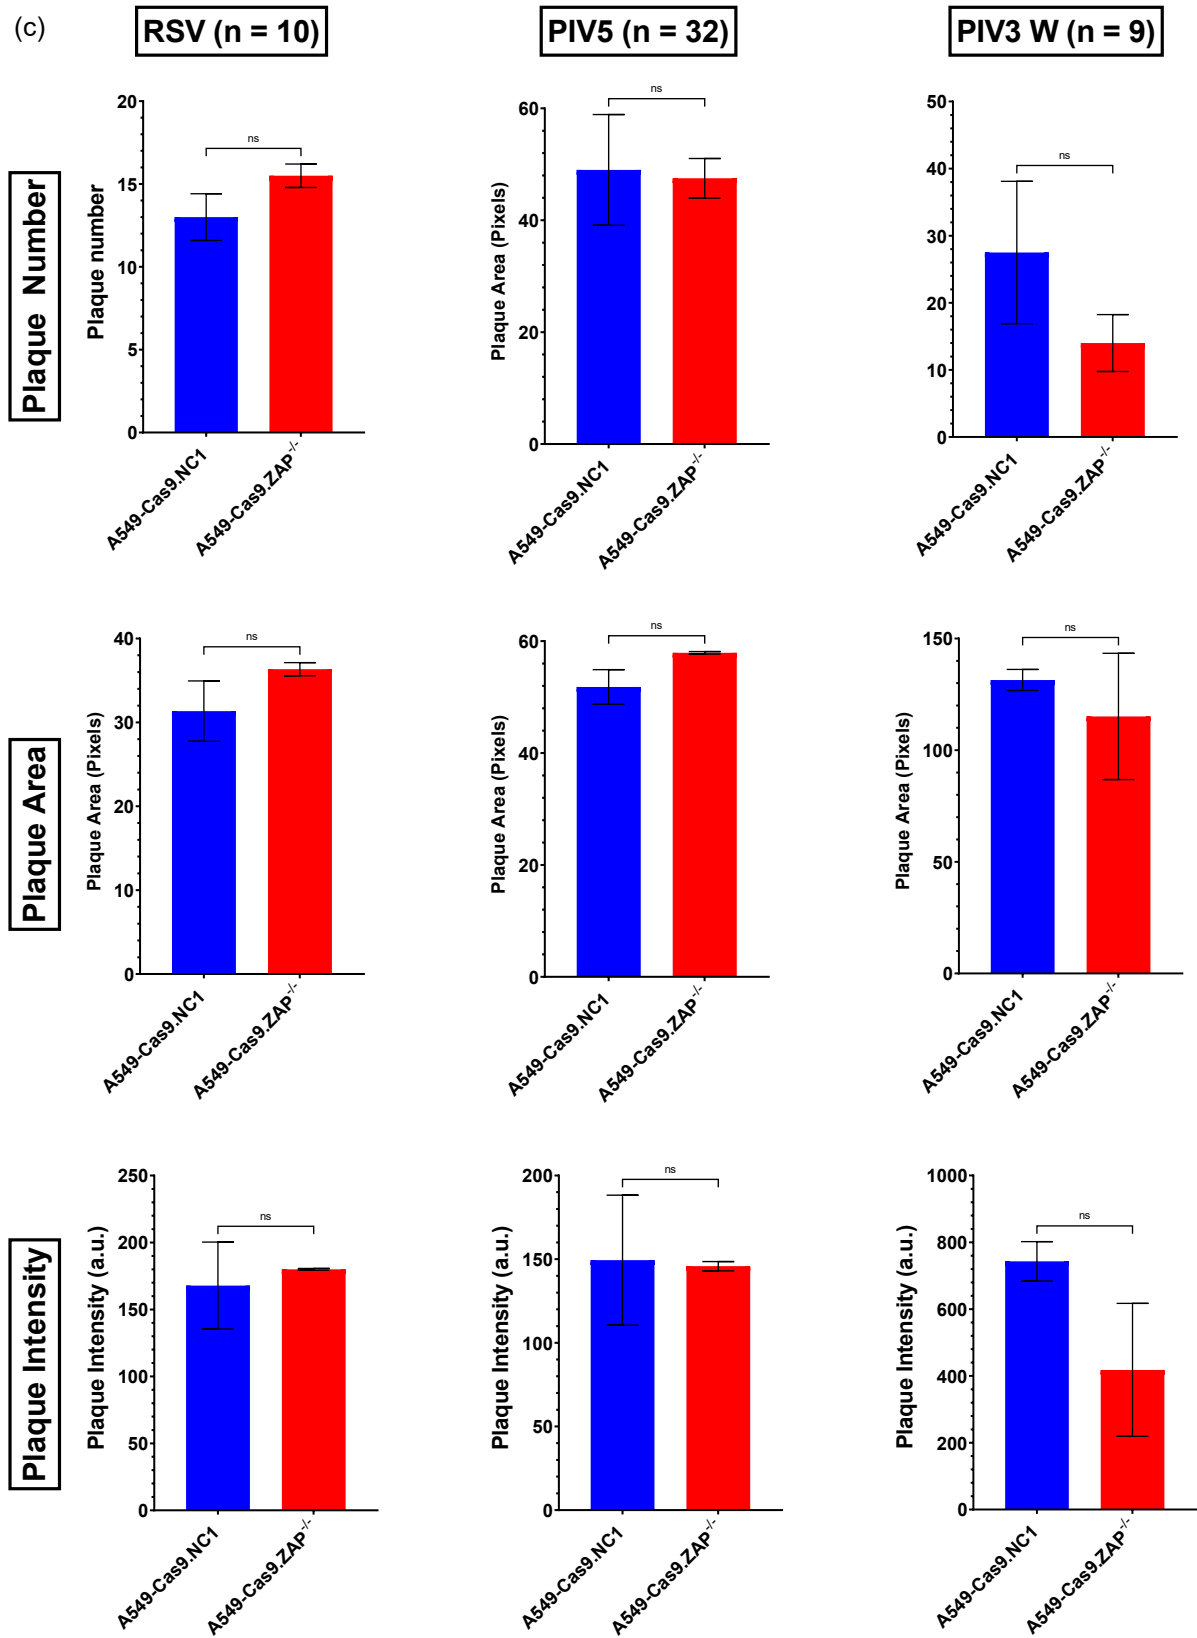 (c)
RSV (n = 10)
PIV5 (n = 32)
PIV3 W (n = 9)
Plaque Number
Plaque number
20
15
10
5
0
ns
A549-Cas9.NC1
A549-Cas9.ZAP-/-
Plaque Area (Pixels)
60
40
20
0
ns
A549-Cas9.NC1
A549-Cas9.ZAP-/-
50
40
30
20
10
0
ns
A549-Cas9.NC1
A549-Cas9.ZAP-/-
Plaque Area
Plaque Area (Pixels)
40
30
20
10
0
ns
A549-Cas9.NC1
A549-Cas9.ZAP-/-
Plaque Area (Pixels)
60
40
20
0
ns
A549-Cas9.NC1
A549-Cas9.ZAP-/-
Plaque Area (Pixels)
150
100
50
0
ns
A549-Cas9.NC1
A549-Cas9.ZAP-/-
Plaque Intensity
Plaque Intensity (a.u.)
250
200
150
100
50
0
ns
A549-Cas9.NC1
A549-Cas9.ZAP-/-
Plaque Intensity (a.u.)
200
150
100
50
0
ns
A549-Cas9.NC1
A549-Cas9.ZAP-/-
Plaque Intensity (a.u.)
1000
800
600
400
200
0
ns
A549-Cas9.NC1
A549-Cas9.ZAP-/-